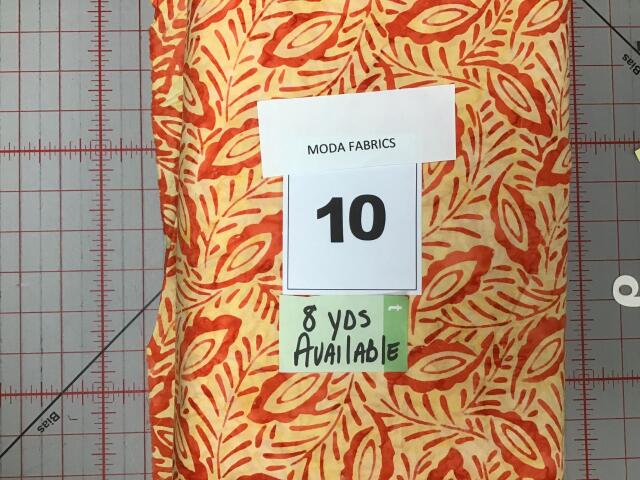 MODA FABRICS
10
8 YDS
AVAILABLE
Bias
Bias